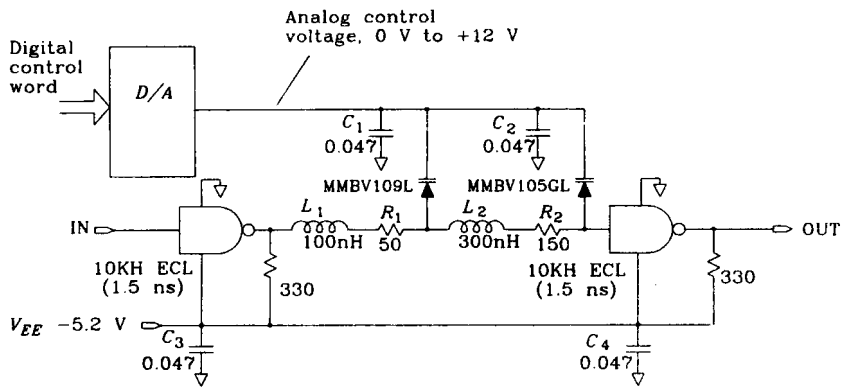 Analog control
voltage, 0 V to +12 V
Digital
control
word
D/A
C1
0.047
C2
0.047
MMBV109L
MMBV105GL
L1
100nH
R1
50
L2
300nH
R2
150
IN
OUT
10KH ECL
(1.5 ns)
330
10KH ECL
(1.5 ns)
330
VEE -5.2 V
C3
0.047
C4
0.047